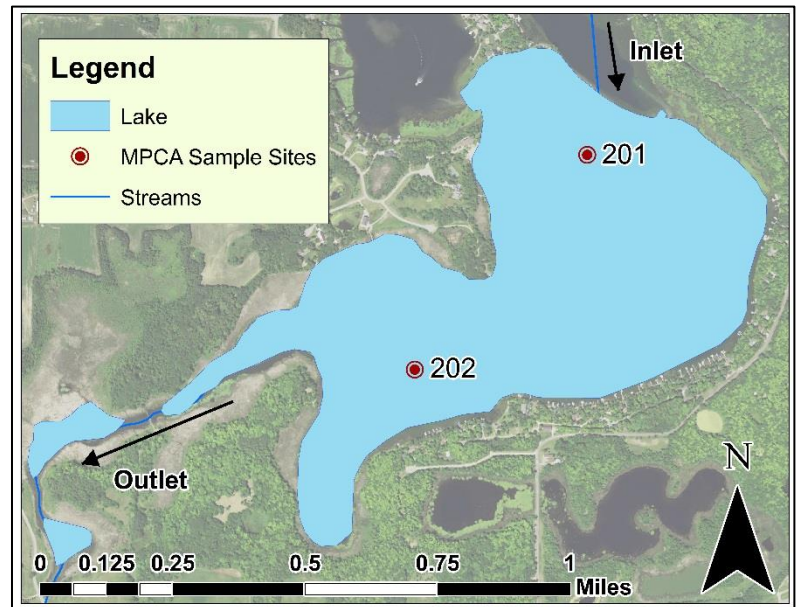 Legend
Lake
MPCA Sample Sites
Streams
Inlet
201
202
Outlet
N
0 0.125 0.25 0.5 0.75 1
Miles